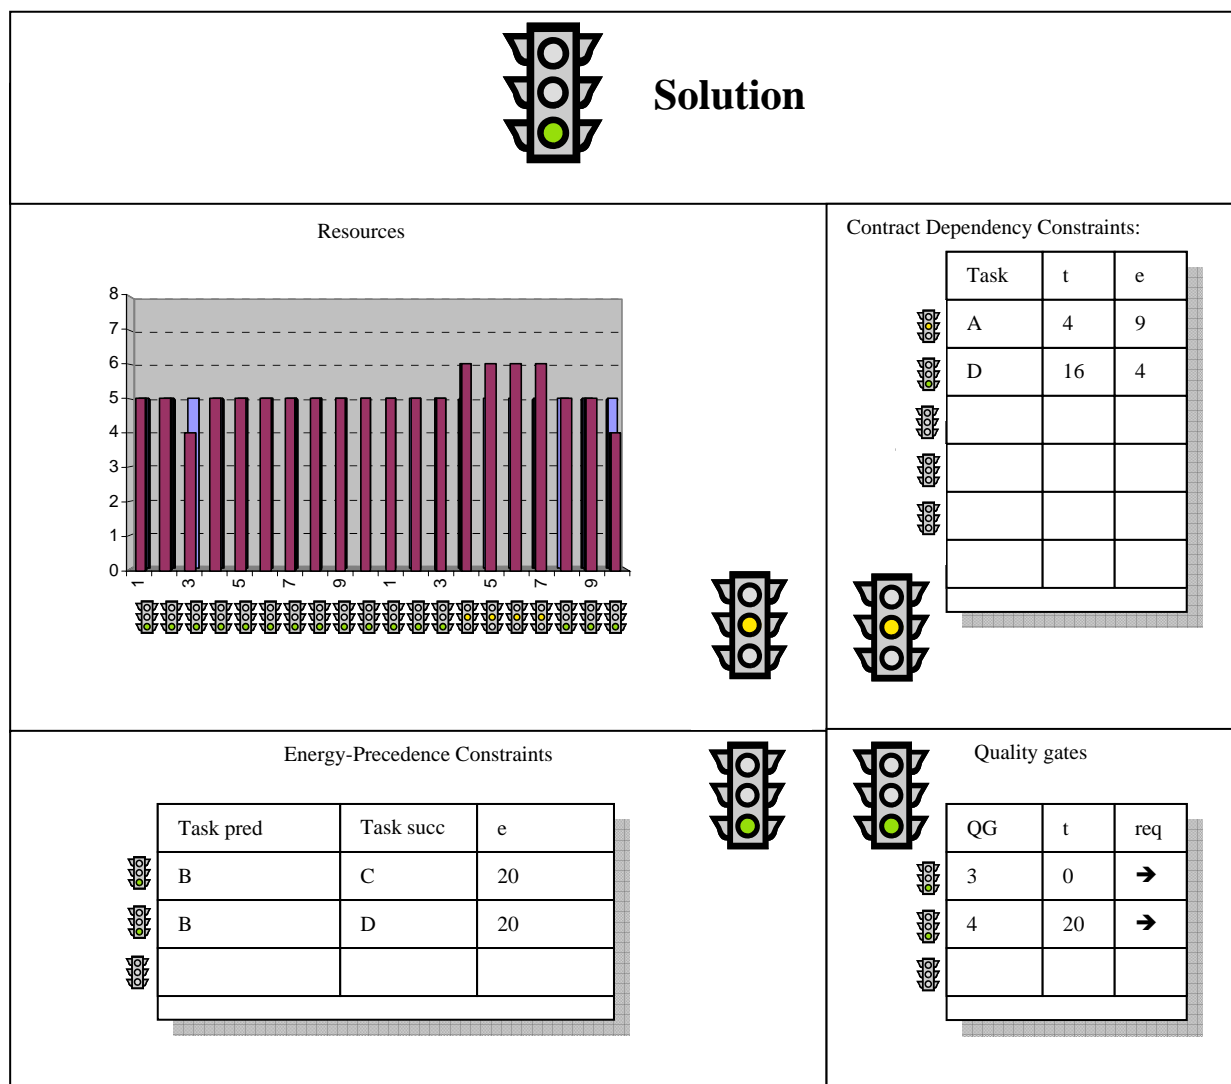 Solution
Resources
8
7
6
5
4
3
2
1
0
1 3 5 7 9 1 3 5 7 9
Contract Dependency Constraints:
Task t e
A 4 9
D 16 4
Energy-Precedence Constraints
Task pred Task succ e
B C 20
B D 20
Quality gates
QG t req
3 0 ➔
4 20 ➔